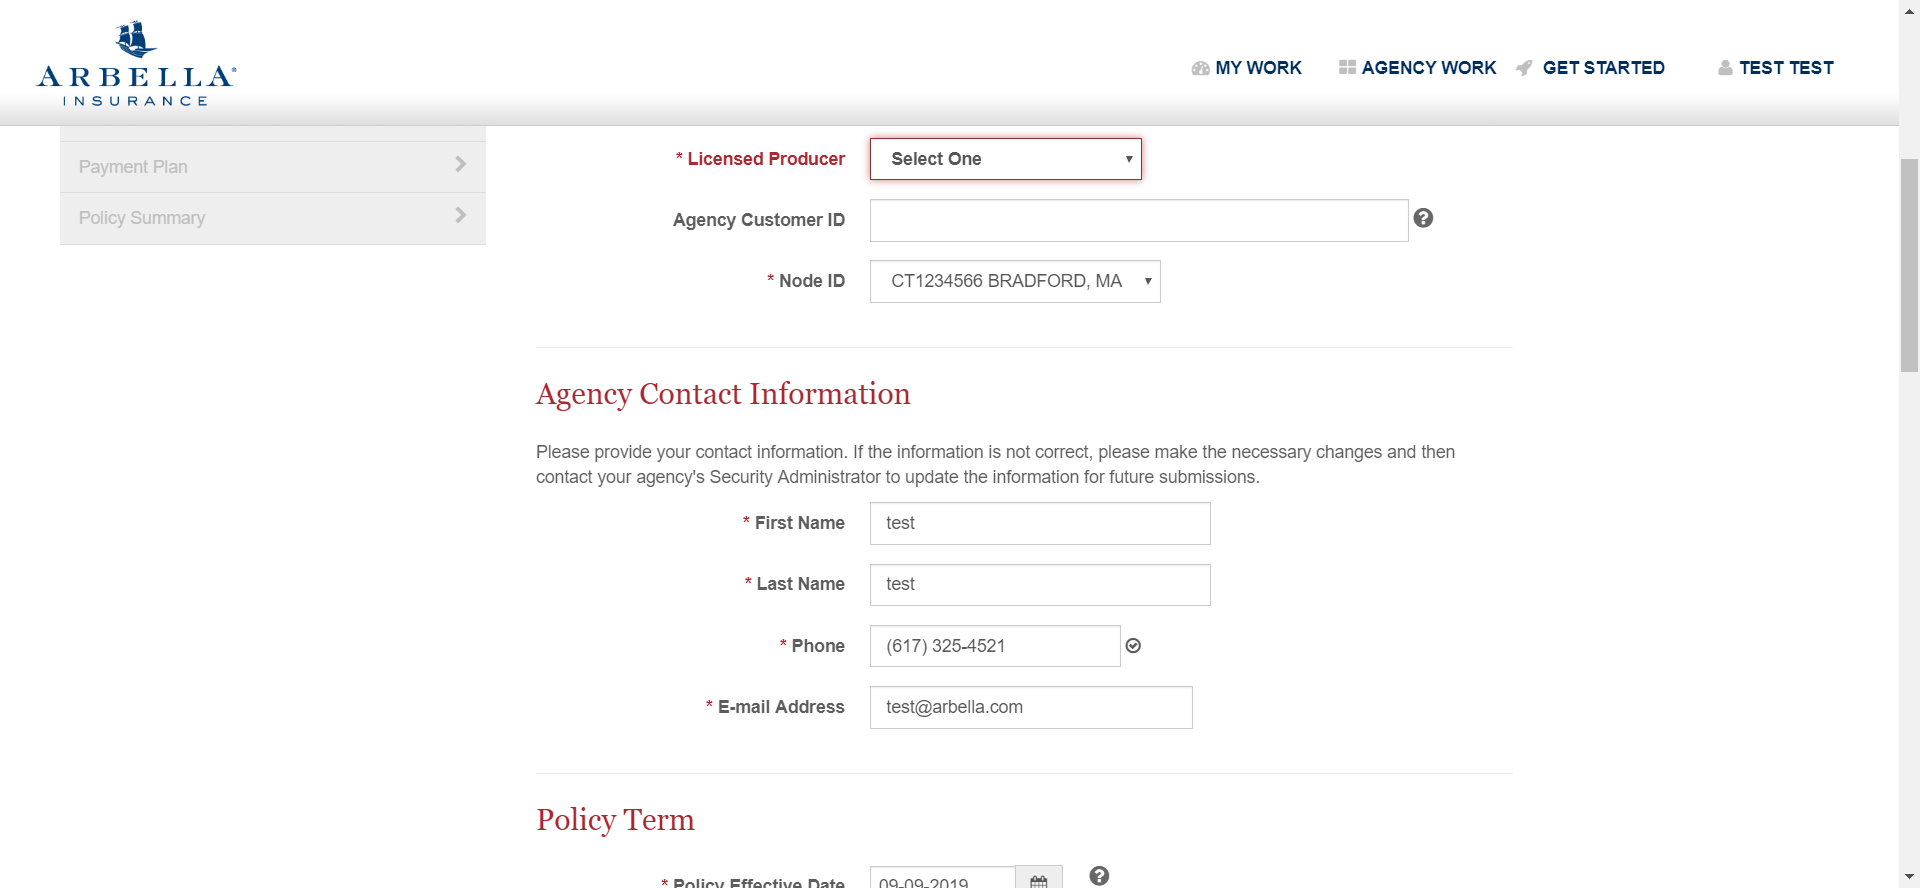 ARBELLA®
INSURANCE
MY WORK
AGENCY WORK
GET STARTED
TEST TEST
Payment Plan
Policy Summary
* Licensed Producer
Select One
Agency Customer ID
* Node ID
CT1234566 BRADFORD, MA
Agency Contact Information
Please provide your contact information. If the information is not correct, please make the necessary changes and then
contact your agency's Security Administrator to update the information for future submissions.
* First Name
test
* Last Name
test
* Phone
(617) 325-4521
* E-mail Address
test@arbella.com
Policy Term
* Policy Effective Date
09-09-2019